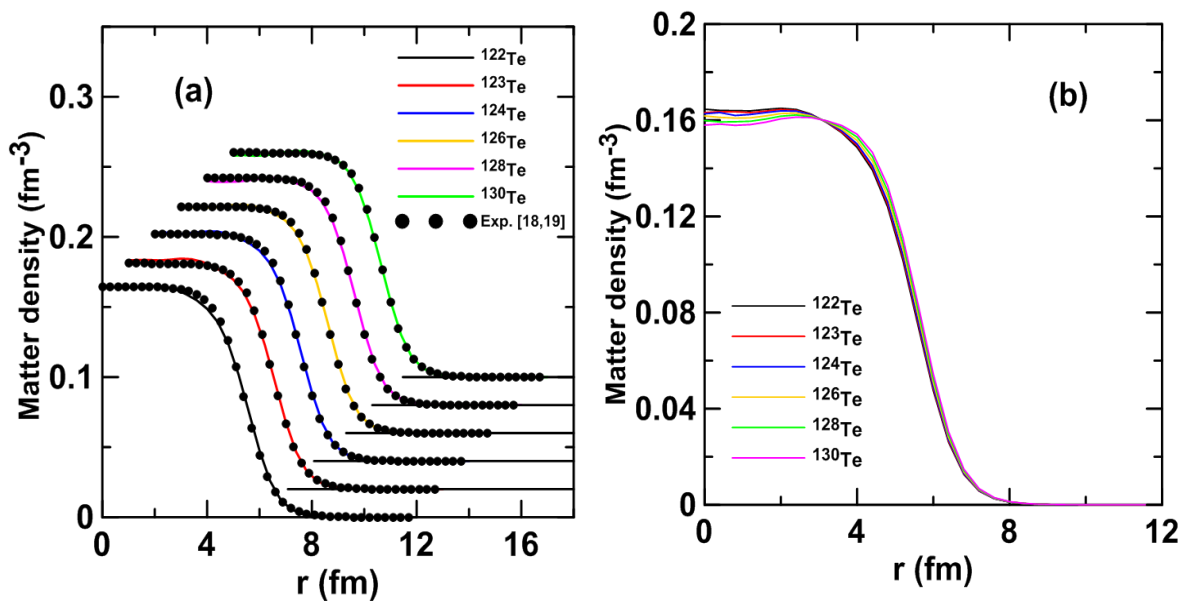 (a)
Matter density (fm⁻³)
0.3
0.2
0.1
0
0 4 8 12 16
r (fm)
¹²²Te
¹²³Te
¹²⁴Te
¹²⁶Te
¹²⁸Te
¹³⁰Te
Exp. [18,19]
(b)
Matter density (fm⁻³)
0.2
0.16
0.12
0.08
0.04
0
0 4 8 12
r (fm)
¹²²Te
¹²³Te
¹²⁴Te
¹²⁶Te
¹²⁸Te
¹³⁰Te